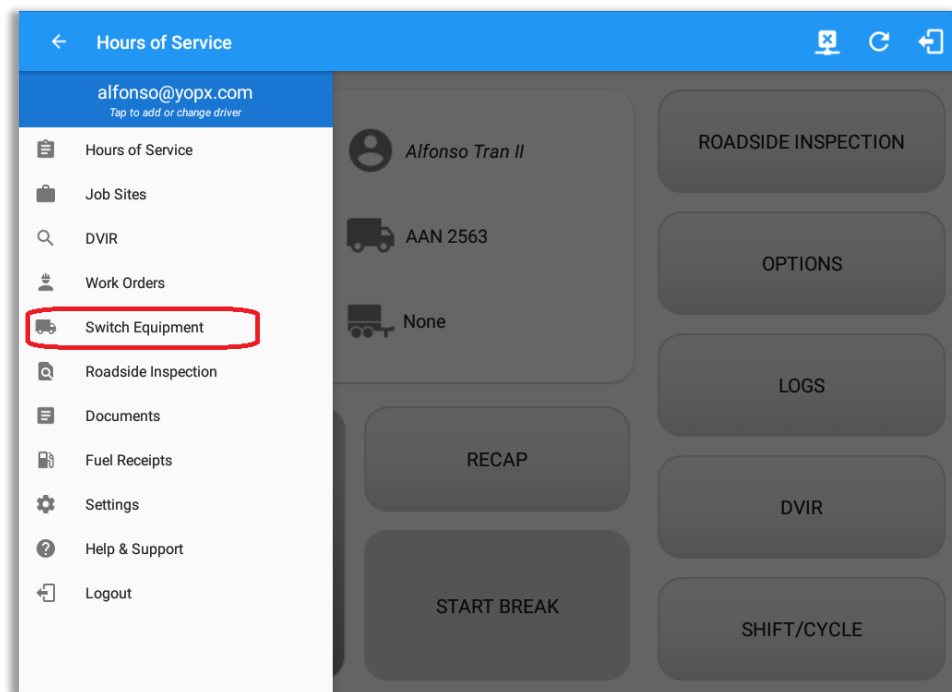 Hours of Service
alfonso@yopx.com
Tap to add or change driver
Hours of Service
Job Sites
DVIR
Work Orders
Switch Equipment
Roadside Inspection
Documents
Fuel Receipts
Settings
Help & Support
Logout
Alfonso Tran II
AAN 2563
None
RECAP
START BREAK
ROADSIDE INSPECTION
OPTIONS
LOGS
DVIR
SHIFT/CYCLE